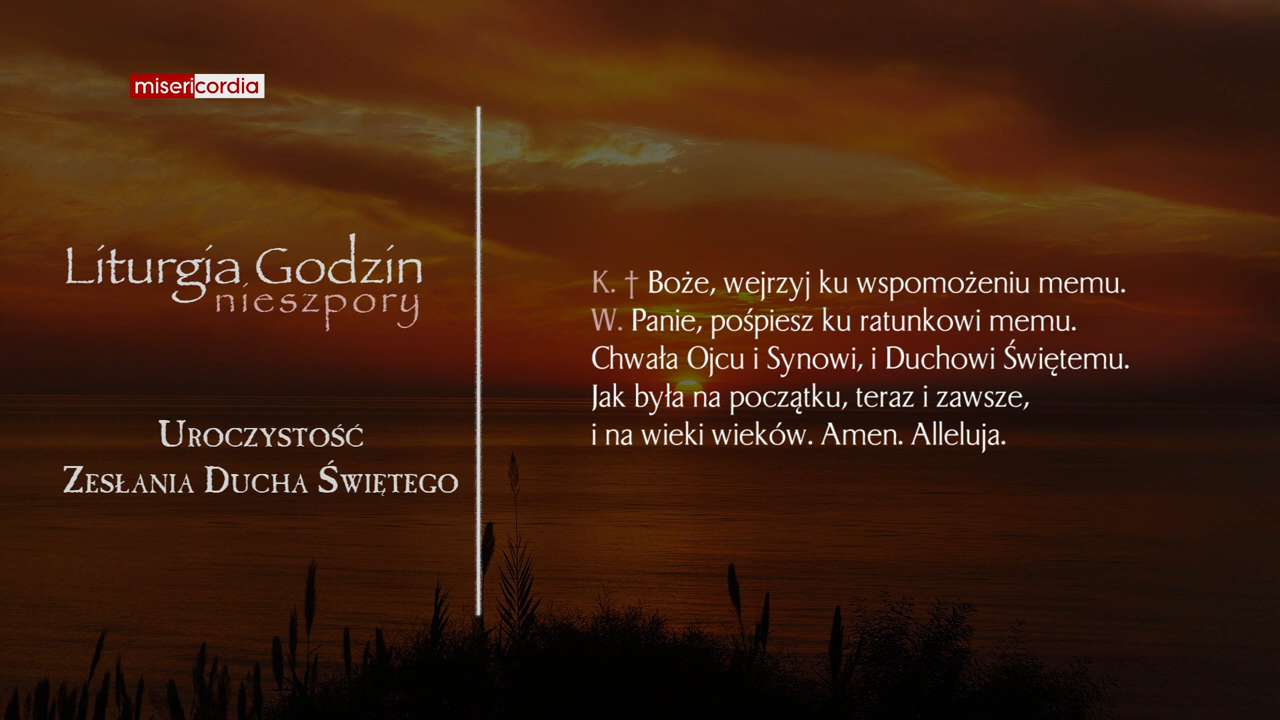 misericordia
Liturgia Godzin
nieszpory
Uroczystość
Zesłania Ducha Świętego
K. † Boże, wejrzyj ku wspomożeniu memu.
W. Panie, pośpiesz ku ratunkowi memu.
Chwała Ojcu i Synowi, i Duchowi Świętemu.
Jak była na początku, teraz i zawsze,
i na wieki wieków. Amen. Alleluja.